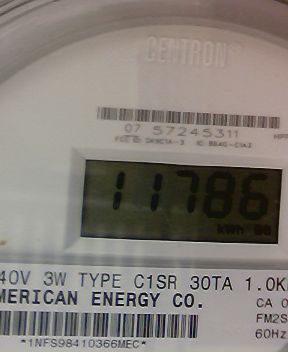 CENTRON®
07 57245311
11786
kWh 88
40V 3W TYPE C1SR 30TA 1.0K
MERICAN ENERGY CO.
CA 0
FM2S
60Hz
*1NFS98410366MEC*